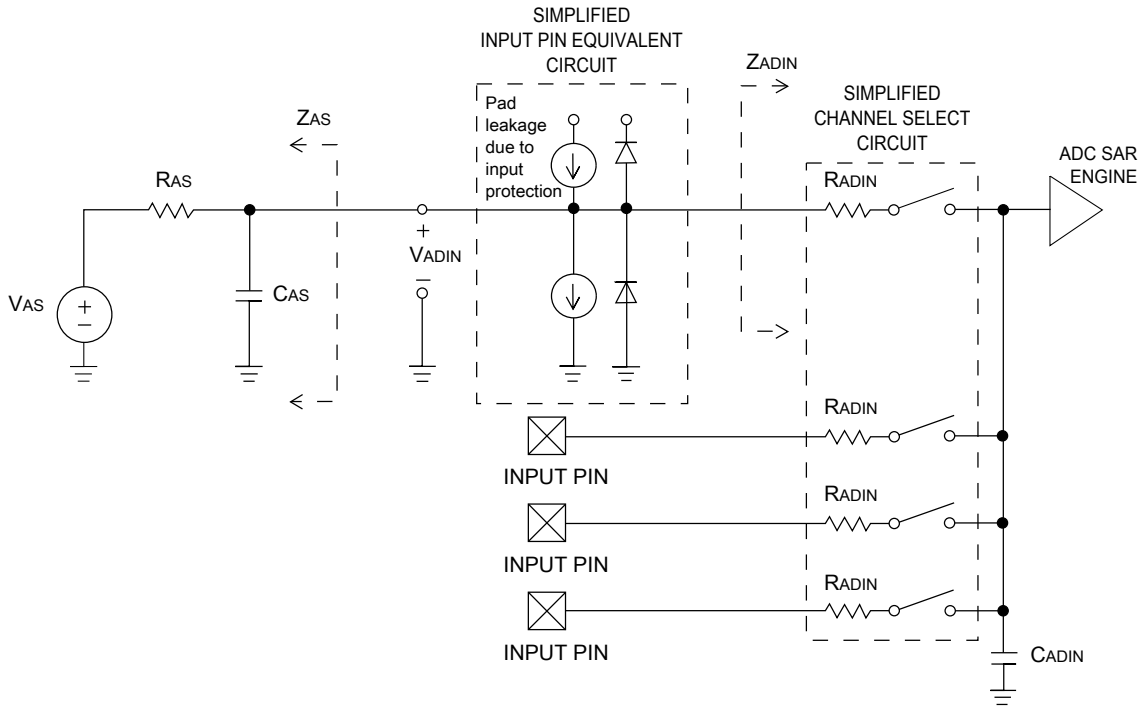 SIMPLIFIED
INPUT PIN EQUIVALENT
CIRCUIT
ZADIN
SIMPLIFIED
CHANNEL SELECT
CIRCUIT
Pad
leakage
due to
input
protection
ZAS
ADC SAR
ENGINE
RAS
RADIN
+
VADIN
–
CAS
VAS
+
–
RADIN
INPUT PIN
RADIN
INPUT PIN
RADIN
INPUT PIN
CADIN